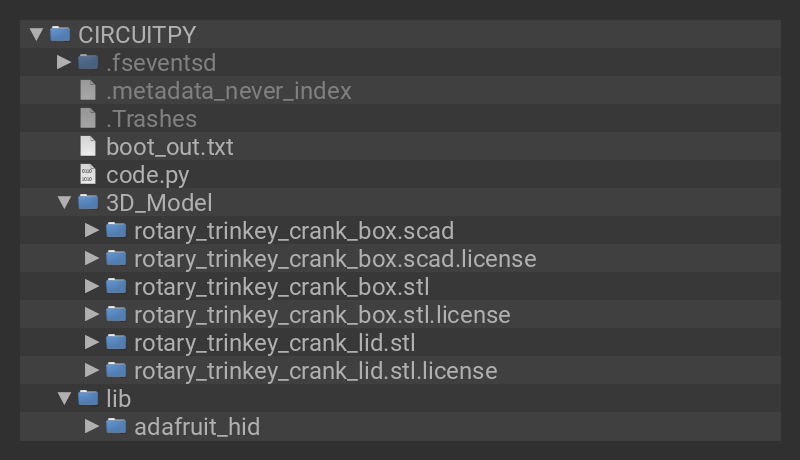 CIRCUITPY
.fseventsd
.metadata_never_index
.Trashes
boot_out.txt
code.py
3D_Model
rotary_trinkey_crank_box.scad
rotary_trinkey_crank_box.scad.license
rotary_trinkey_crank_box.stl
rotary_trinkey_crank_box.stl.license
rotary_trinkey_crank_lid.stl
rotary_trinkey_crank_lid.stl.license
lib
adafruit_hid